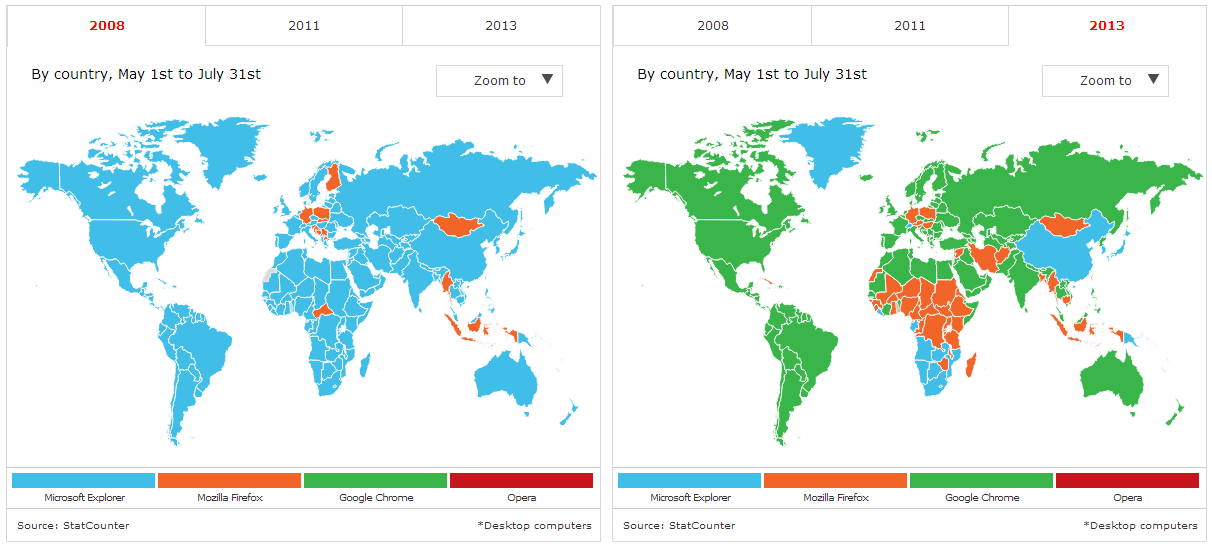 2008 2011 2013
By country, May 1st to July 31st
Zoom to
Microsoft Explorer Mozilla Firefox Google Chrome Opera
Source: StatCounter *Desktop computers
2008 2011 2013
By country, May 1st to July 31st
Zoom to
Microsoft Explorer Mozilla Firefox Google Chrome Opera
Source: StatCounter *Desktop computers